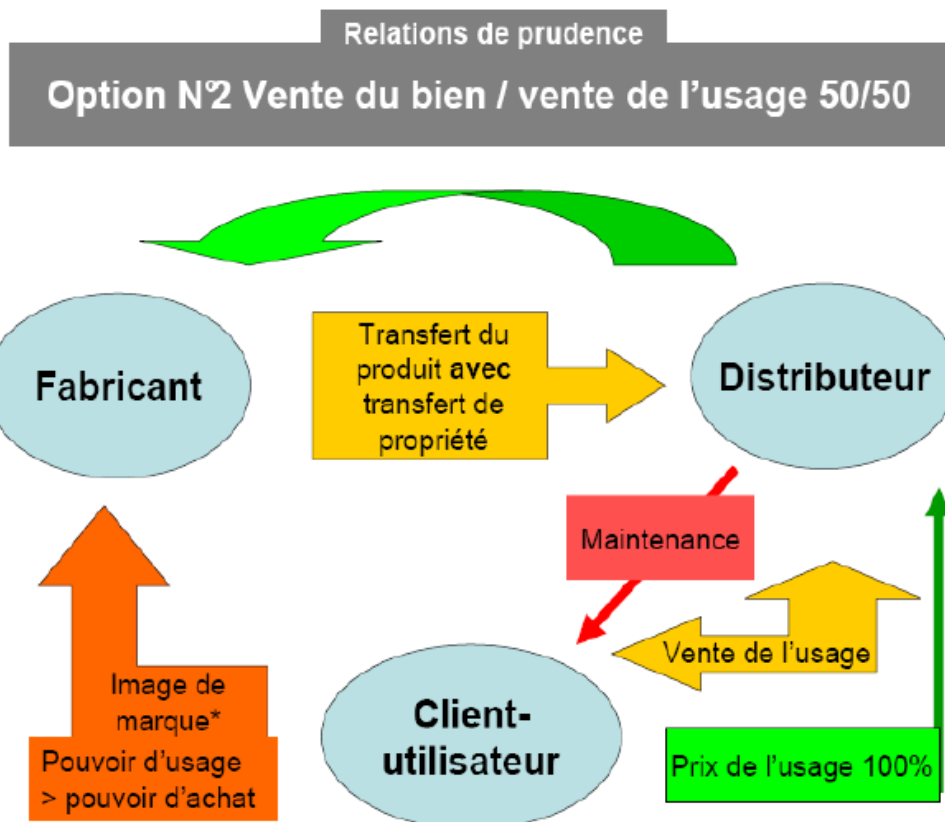 Relations de prudence
Option N°2 Vente du bien / vente de l'usage 50/50
Transfert du
produit avec
transfert de
propriété
Fabricant
Distributeur
Maintenance
Vente de l'usage
Image de
marque*
Pouvoir d'usage
> pouvoir d'achat
Client-
utilisateur
Prix de l'usage 100%